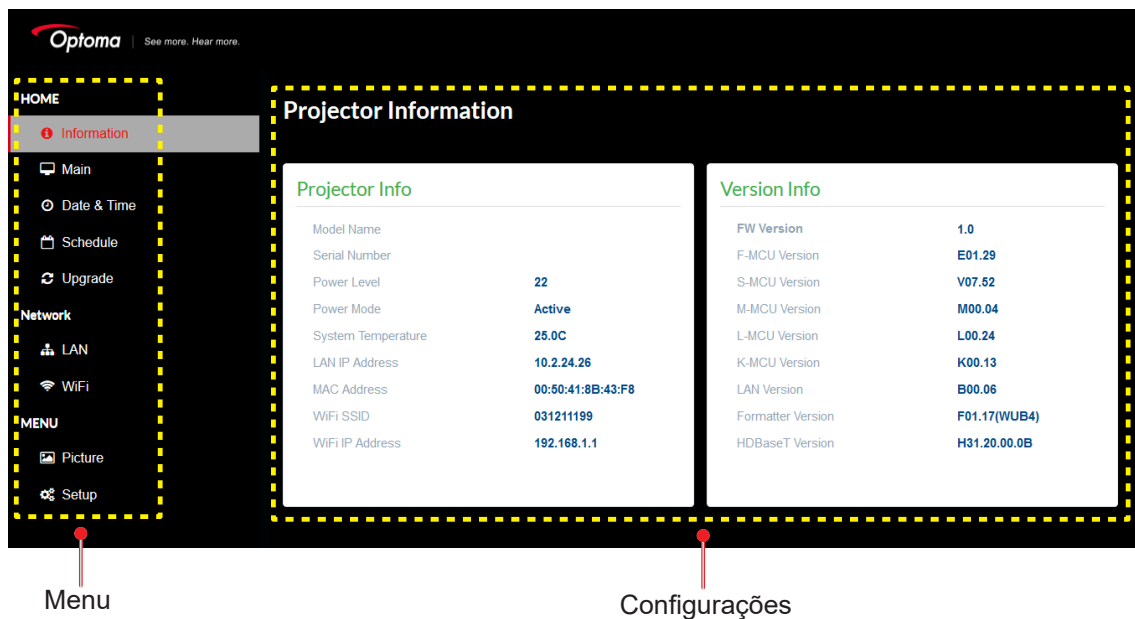 Optoma | See more. Hear more.
HOME
Information
Main
Date & Time
Schedule
Upgrade
Network
LAN
WiFi
MENU
Picture
Setup
Projector Information
Projector Info
Model Name
Serial Number
Power Level 22
Power Mode Active
System Temperature 25.0C
LAN IP Address 10.2.24.26
MAC Address 00:50:41:8B:43:F8
WiFi SSID 031211199
WiFi IP Address 192.168.1.1
Version Info
FW Version 1.0
F-MCU Version E01.29
S-MCU Version V07.52
M-MCU Version M00.04
L-MCU Version L00.24
K-MCU Version K00.13
LAN Version B00.06
Formatter Version F01.17(WUB4)
HDBaseT Version H31.20.00.0B
Menu
Configurações